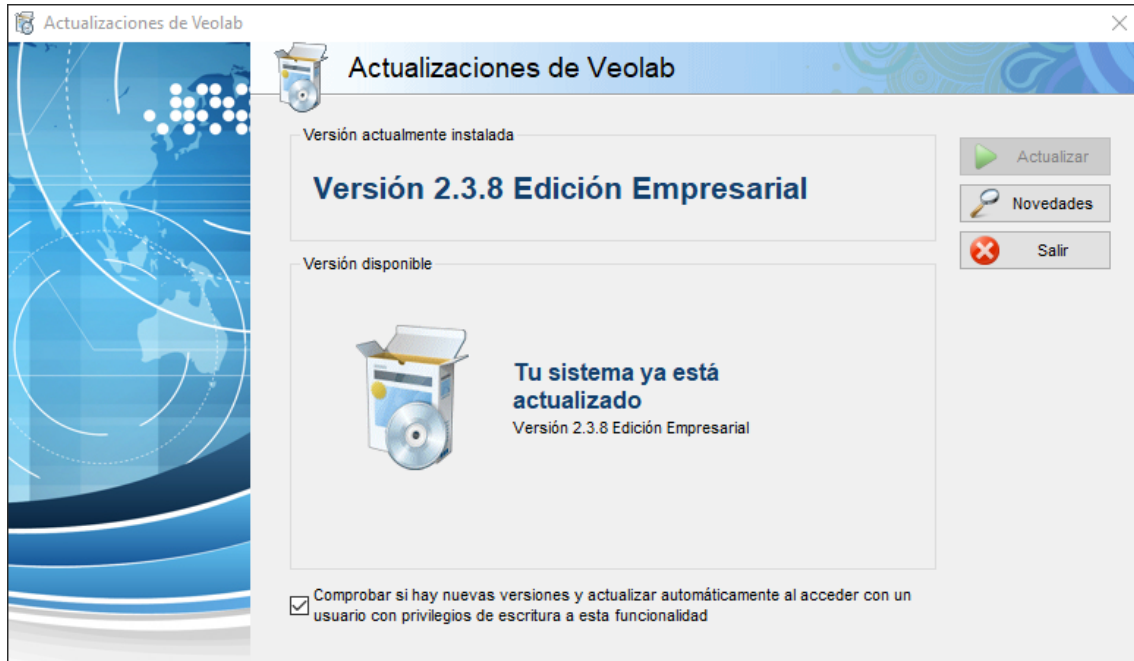 Actualizaciones de Veolab
Actualizaciones de Veolab
Versión actualmente instalada
Versión 2.3.8 Edición Empresarial
Actualizar
Novedades
Salir
Versión disponible
Tu sistema ya está
actualizado
Versión 2.3.8 Edición Empresarial
Comprobar si hay nuevas versiones y actualizar automáticamente al acceder con un
usuario con privilegios de escritura a esta funcionalidad